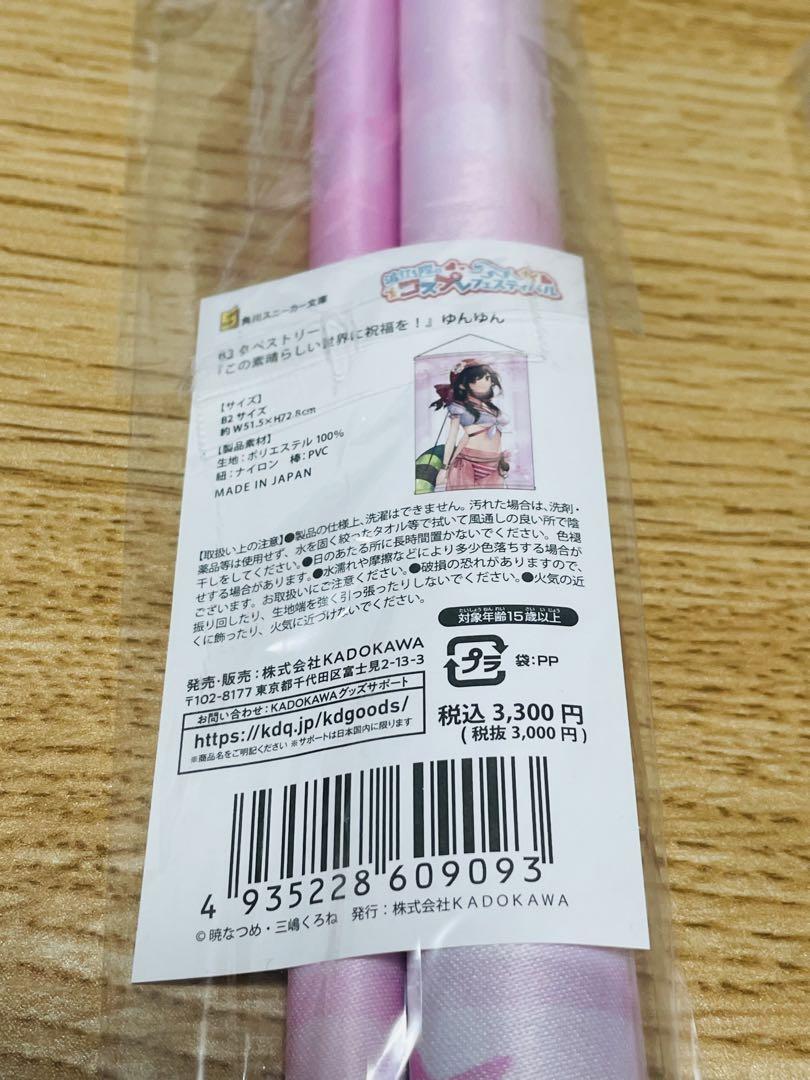 コスプレフェスティバル
角川スニーカー文庫
B2 タペストリー
『この素晴らしい世界に祝福を！』ゆんゆん
【サイズ】
B2 サイズ
約 W51.5×H72.8cm
【製品素材】
生地：ポリエステル 100%
紐：ナイロン 棒：PVC
MADE IN JAPAN
【取扱い上の注意】●製品の仕様上、洗濯はできません。汚れた場合は、洗剤・
薬品等は使用せず、水を固く絞ったタオル等で拭いて風通しの良い所で陰
干しをしてください。●日のあたる所に長時間置かないでください。色褪
せする場合があります。●水濡れや摩擦などにより多少色落ちする場合が
ございます。お取扱いにご注意ください。●破損の恐れがありますので、
振り回したり、生地端を強く引っ張ったりしないでください。●火気の近
くに飾ったり、火気に近づけないでください。
対象年齢15歳以上
発売・販売：株式会社KADOKAWA
〒102-8177 東京都千代田区富士見2-13-3
お問い合わせ：KADOKAWAグッズサポート
https://kdq.jp/kdgoods/
※商品名をご明記ください ※サポートは日本国内に限ります
プラ 袋：PP
税込 3,300 円
( 税抜 3,000 円 )
4 935228 609093
© 暁なつめ・三嶋くろね 発行：株式会社KADOKAWA